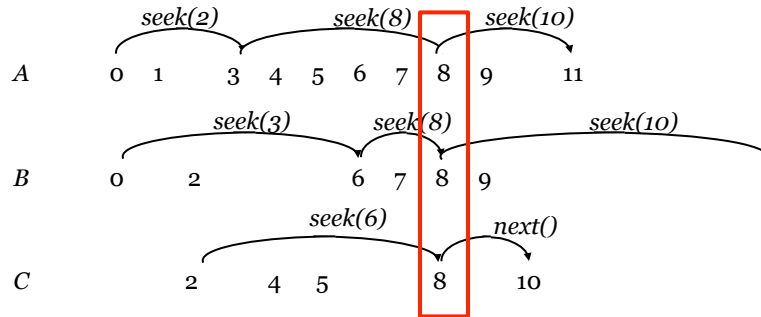 seek(2) seek(8) seek(10)
A 0 1 3 4 5 6 7 8 9 11
seek(3) seek(8) seek(10)
B 0 2 6 7 8 9
seek(6) next()
C 2 4 5 8 10